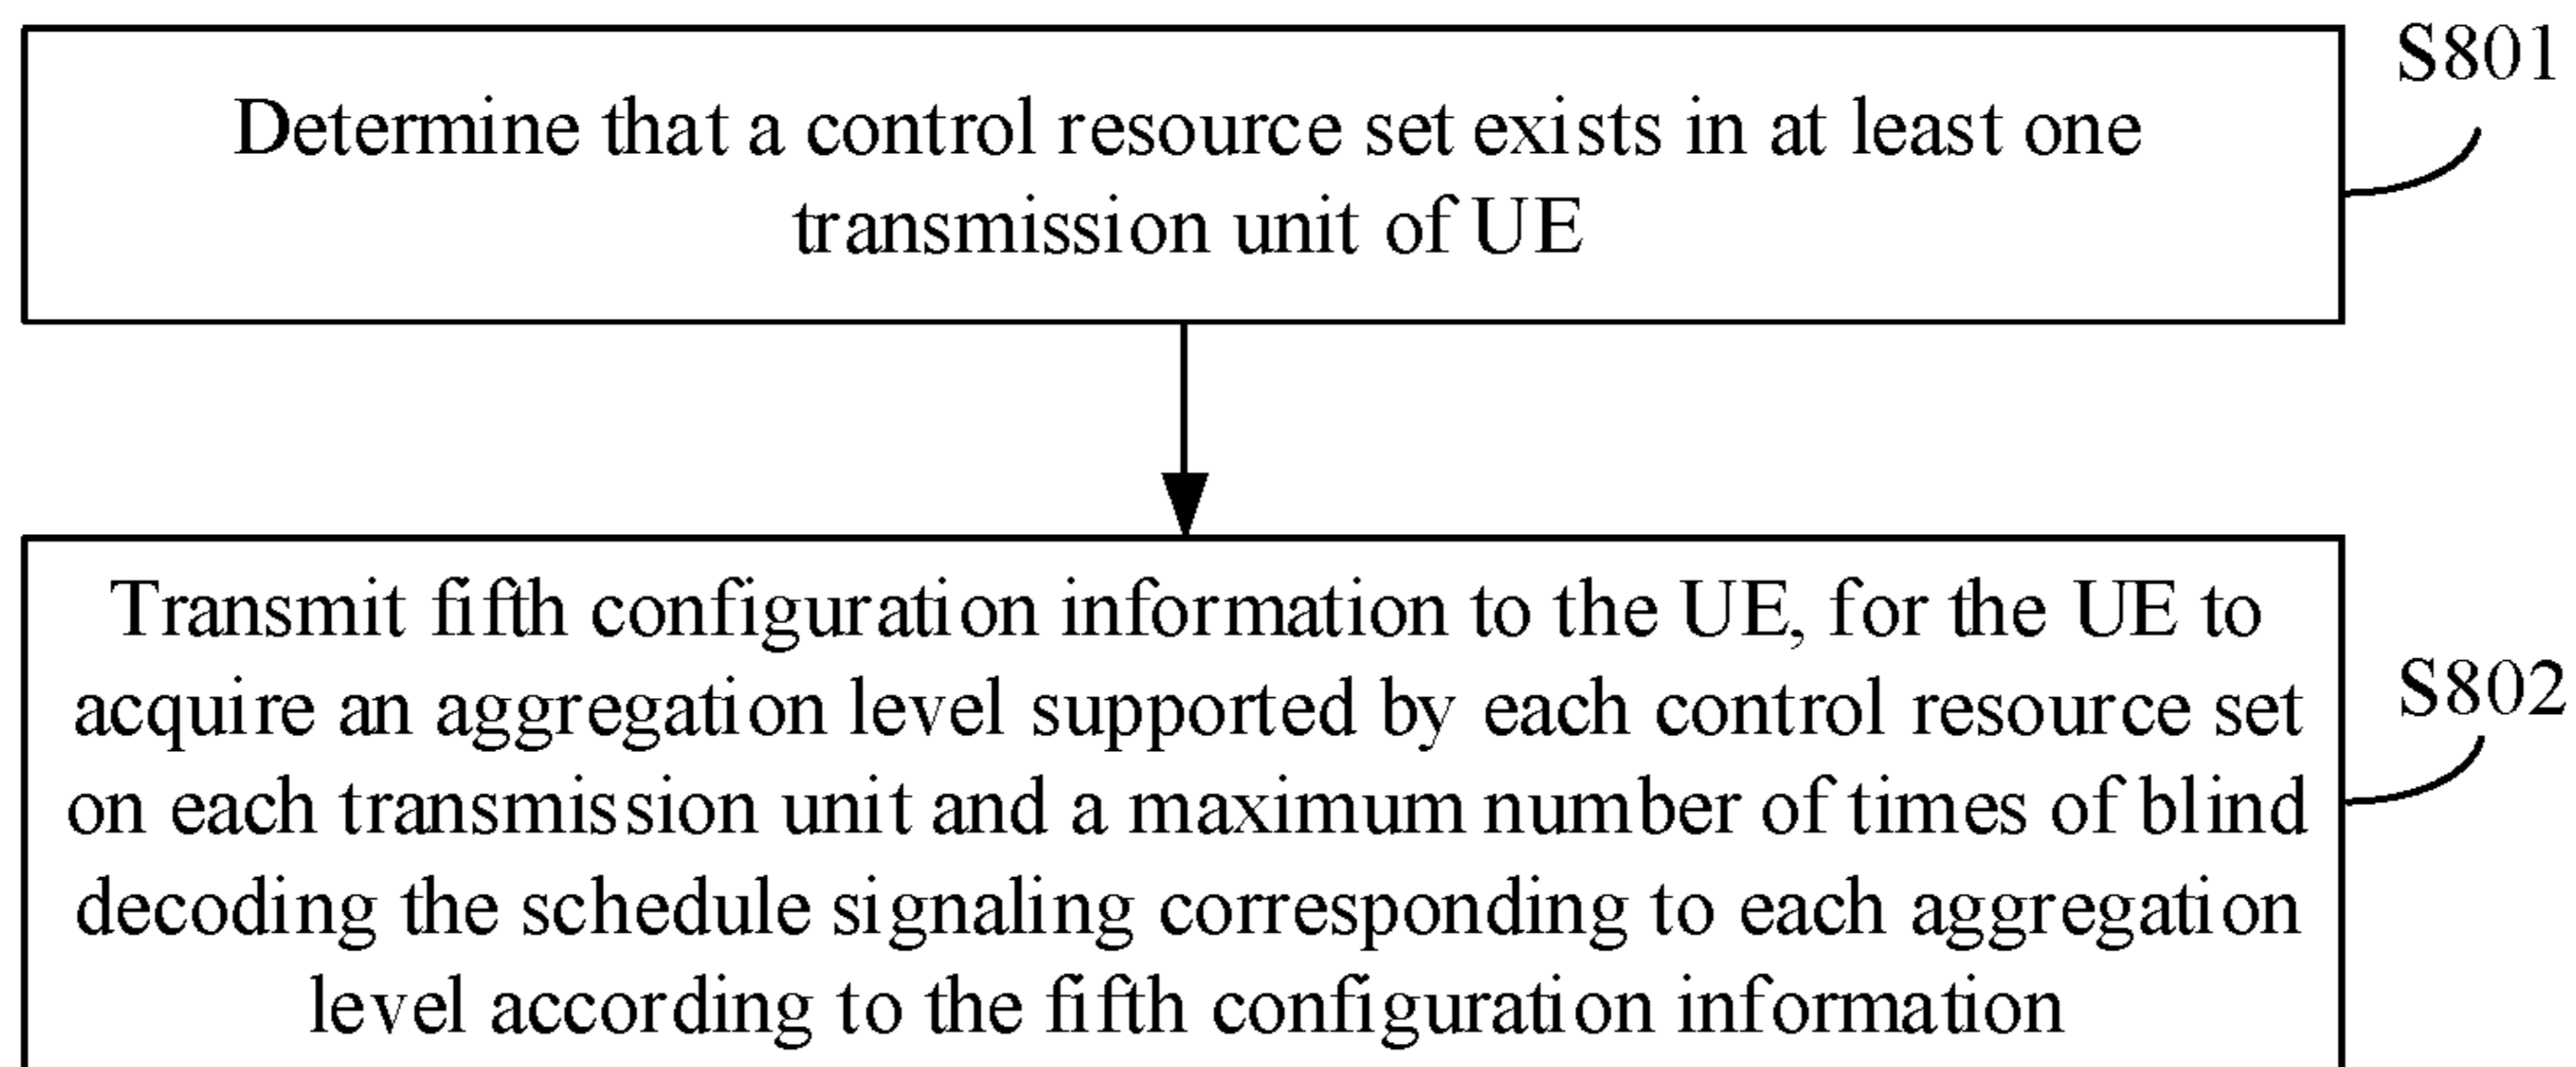 S801
Determine that a control resource set exists in at least one
transmission unit of UE
Transmit fifth configuration information to the UE, for the UE to
acquire an aggregation level supported by each control resource set
S802
on each transmission unit and a maximum number of times of blind
decoding the schedule signaling corresponding to each aggregation
level according to the fifth configuration information